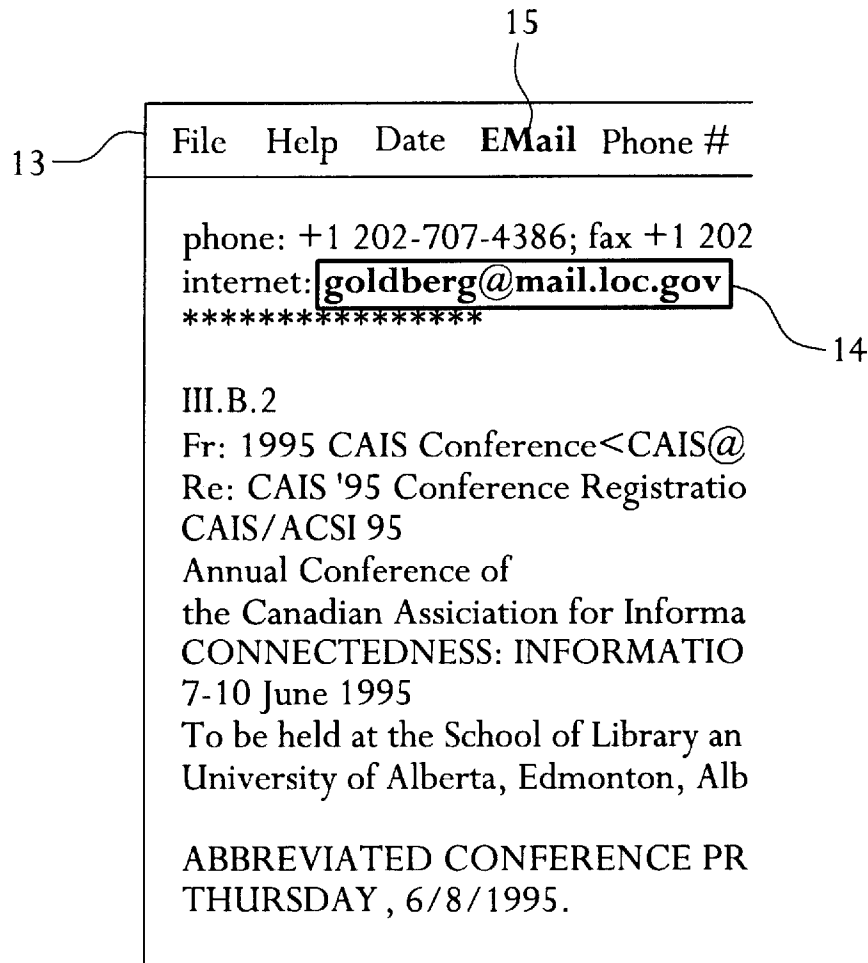 15
13
File Help Date EMail Phone #
phone: +1 202-707-4386; fax +1 202
internet: goldberg@mail.loc.gov
****************
14
III.B.2
Fr: 1995 CAIS Conference<CAIS@
Re: CAIS '95 Conference Registratio
CAIS/ACSI 95
Annual Conference of
the Canadian Assiciation for Informa
CONNECTEDNESS: INFORMATIO
7-10 June 1995
To be held at the School of Library an
University of Alberta, Edmonton, Alb
ABBREVIATED CONFERENCE PR
THURSDAY , 6/8/1995.